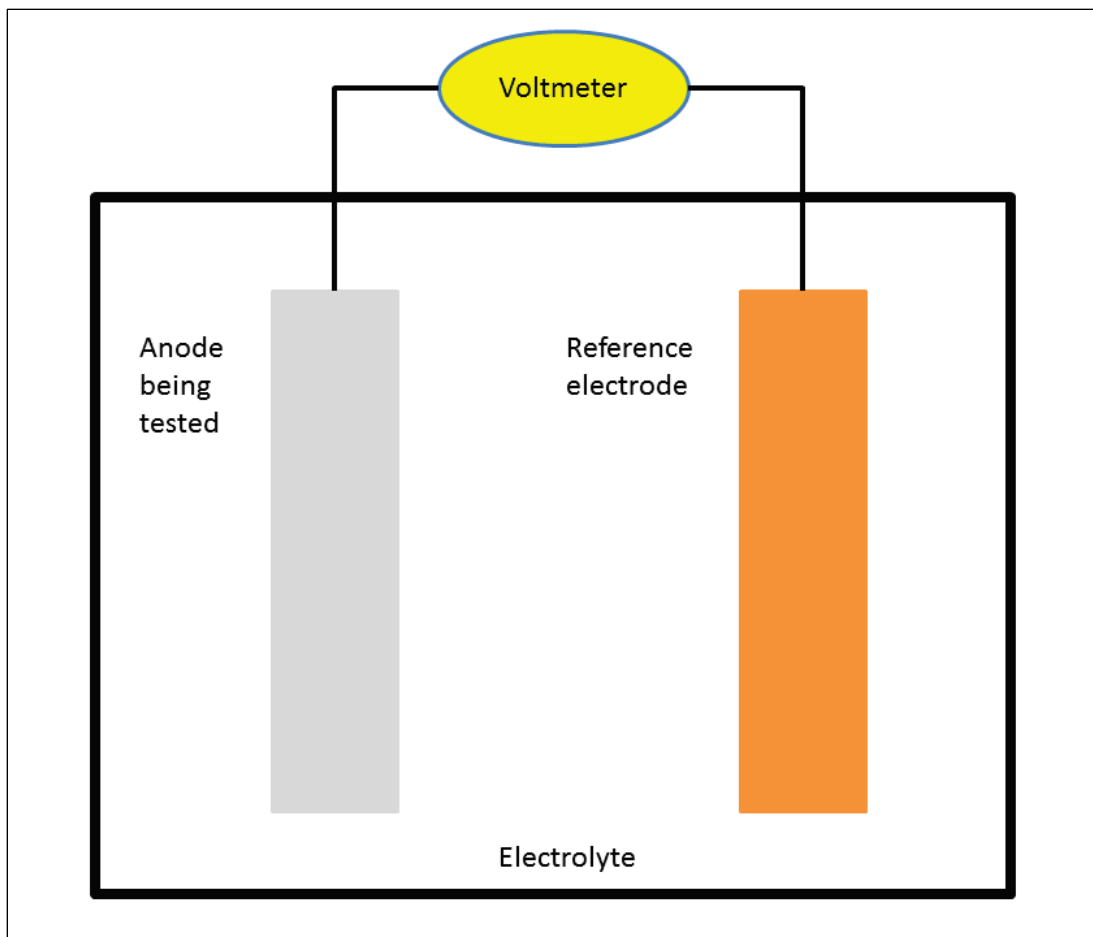 Voltmeter
Anode
being
tested
Reference
electrode
Electrolyte